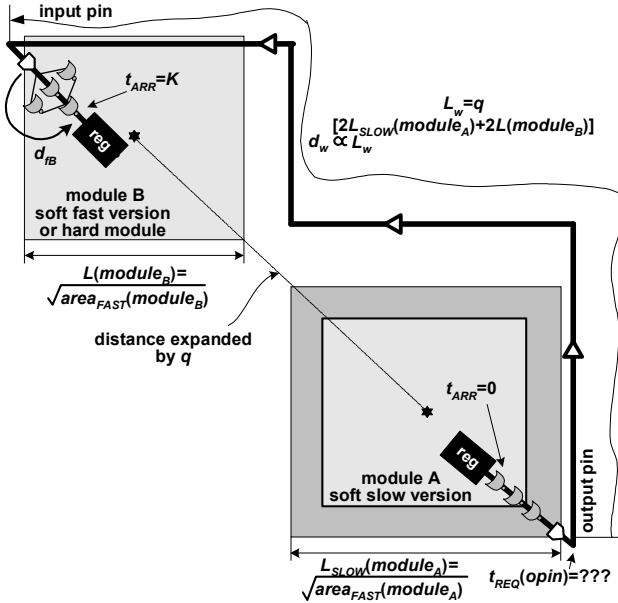 input pin
t_ARR=K
L_w=q
[2L_SLOW(module_A)+2L(module_B)]
d_w ∝ L_w
reg
d_fB
module B
soft fast version
or hard module
L(module_B)=
√area_FAST(module_B)
distance expanded
by q
t_ARR=0
reg
module A
soft slow version
output pin
L_SLOW(module_A)=
√area_FAST(module_A)
t_REQ(opin)=???